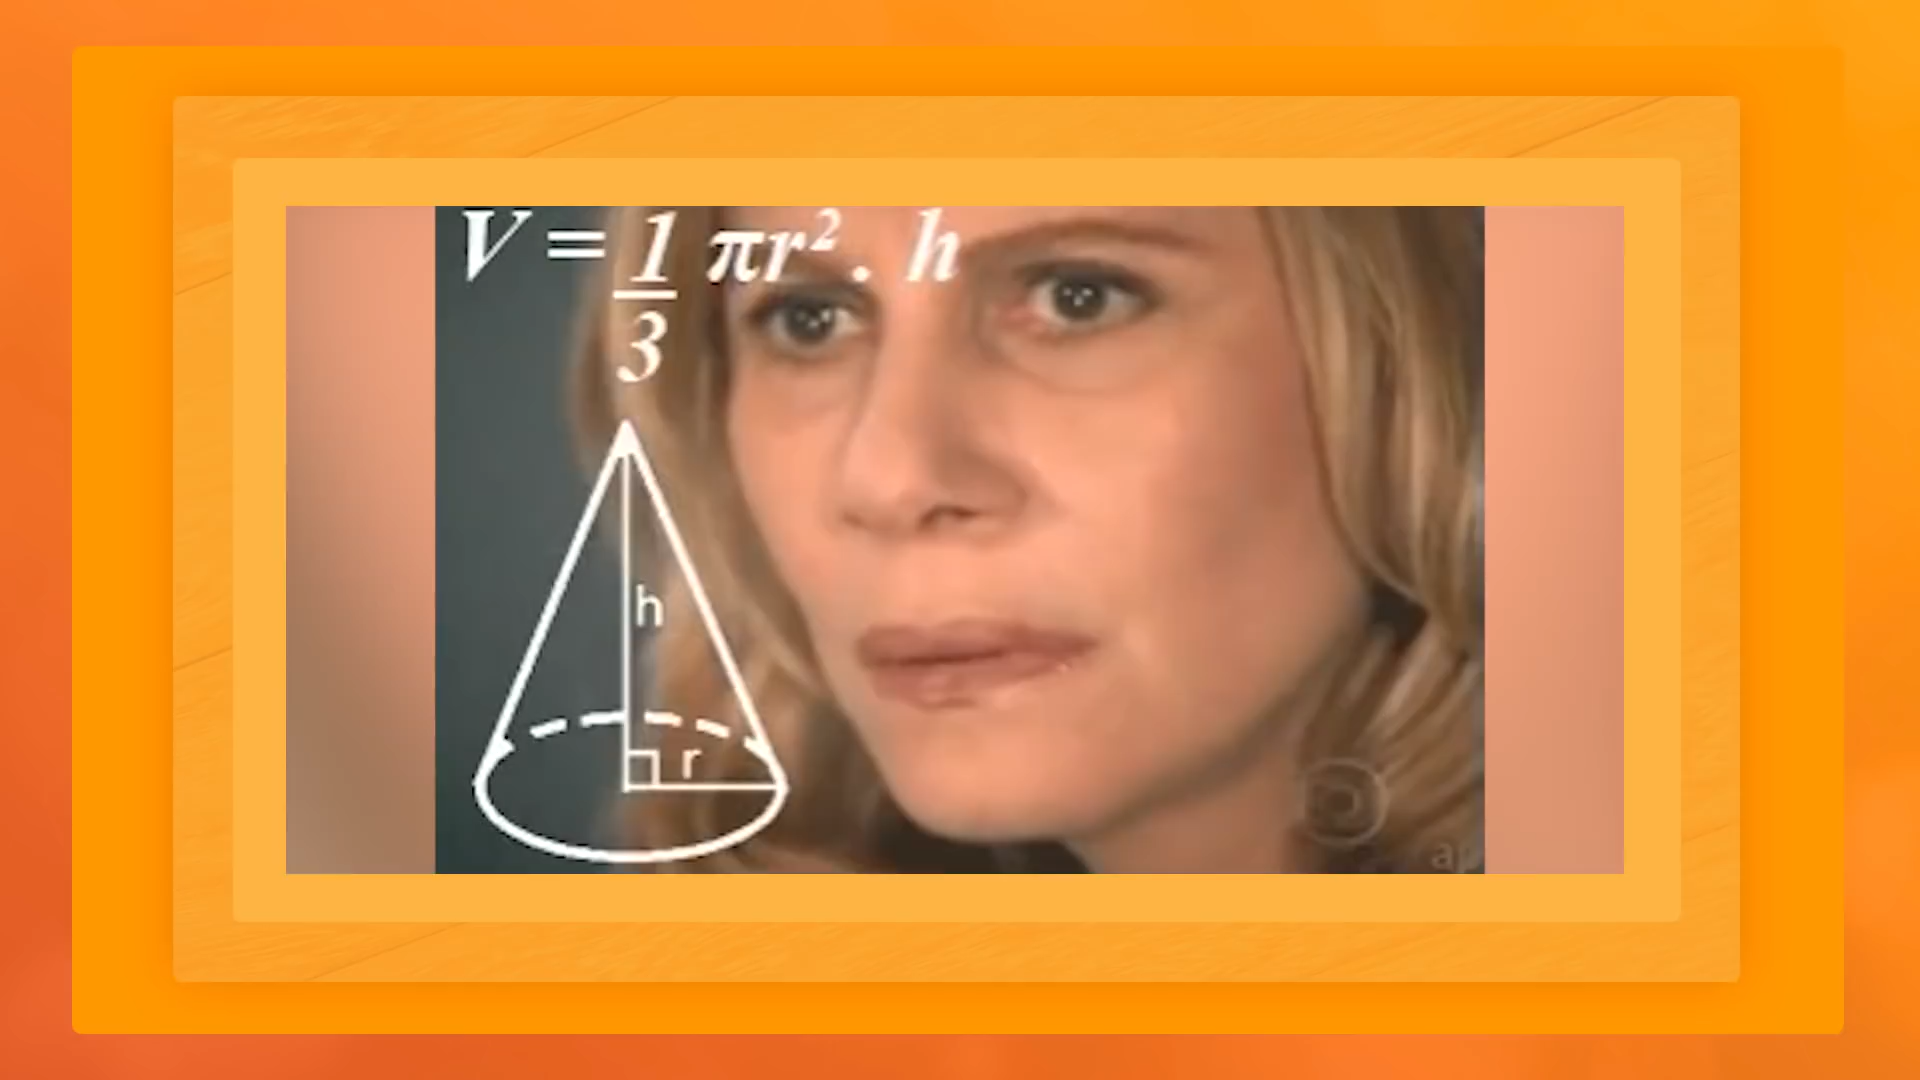 V = 1/3 πr². h
h
r